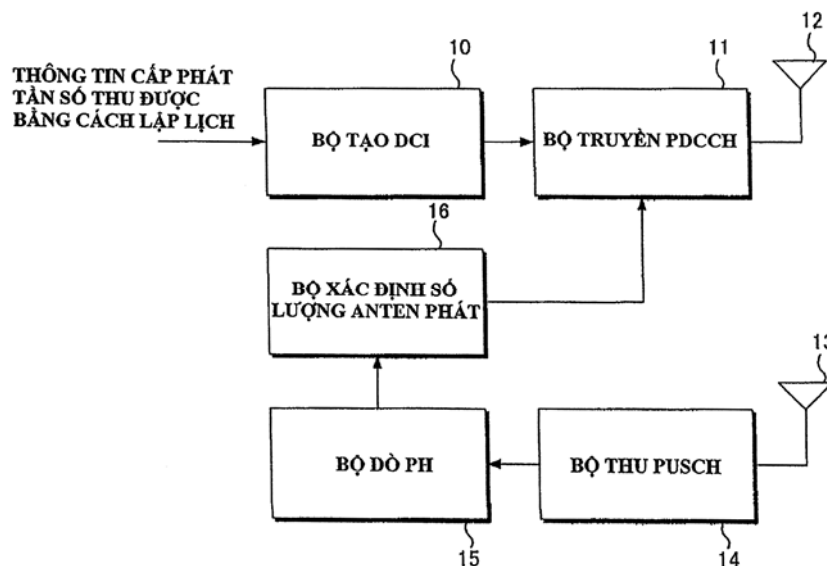 10
11
12
THÔNG TIN CẤP PHÁT
TẦN SỐ THU ĐƯỢC
BẰNG CÁCH LẬP LỊCH
BỘ TẠO DCI
BỘ TRUYỀN PDCCH
16
BỘ XÁC ĐỊNH SỐ
LƯỢNG ANTEN PHÁT
13
BỘ DÒ PH
BỘ THU PUSCH
15
14